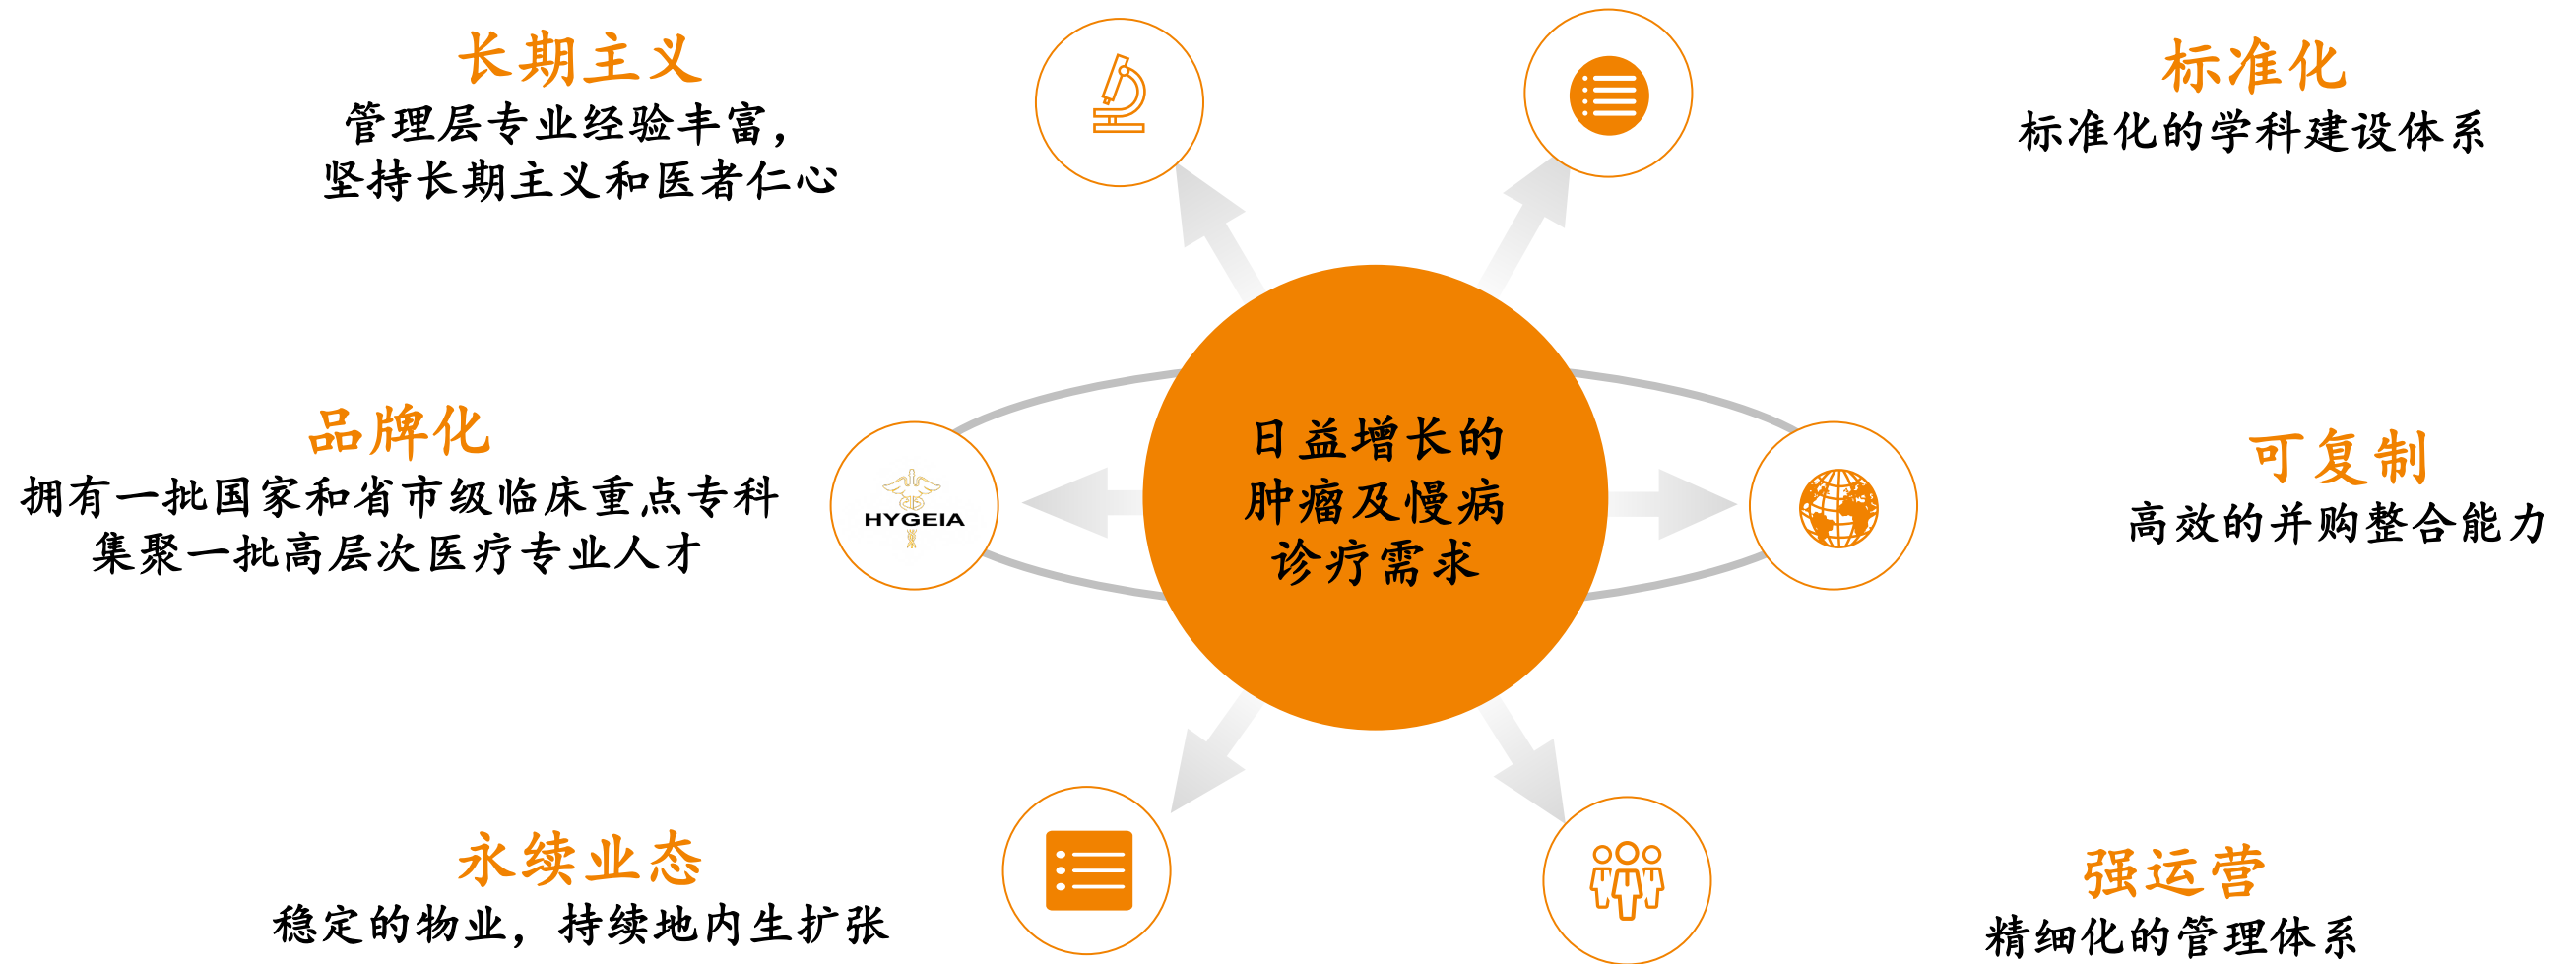 长期主义
管理层专业经验丰富，
坚持长期主义和医者仁心
标准化
标准化的学科建设体系
品牌化
拥有一批国家和省市级临床重点专科
集聚一批高层次医疗专业人才
HYGEIA
日益增长的
肿瘤及慢病
诊疗需求
可复制
高效的并购整合能力
永续业态
稳定的物业，持续地内生扩张
强运营
精细化的管理体系